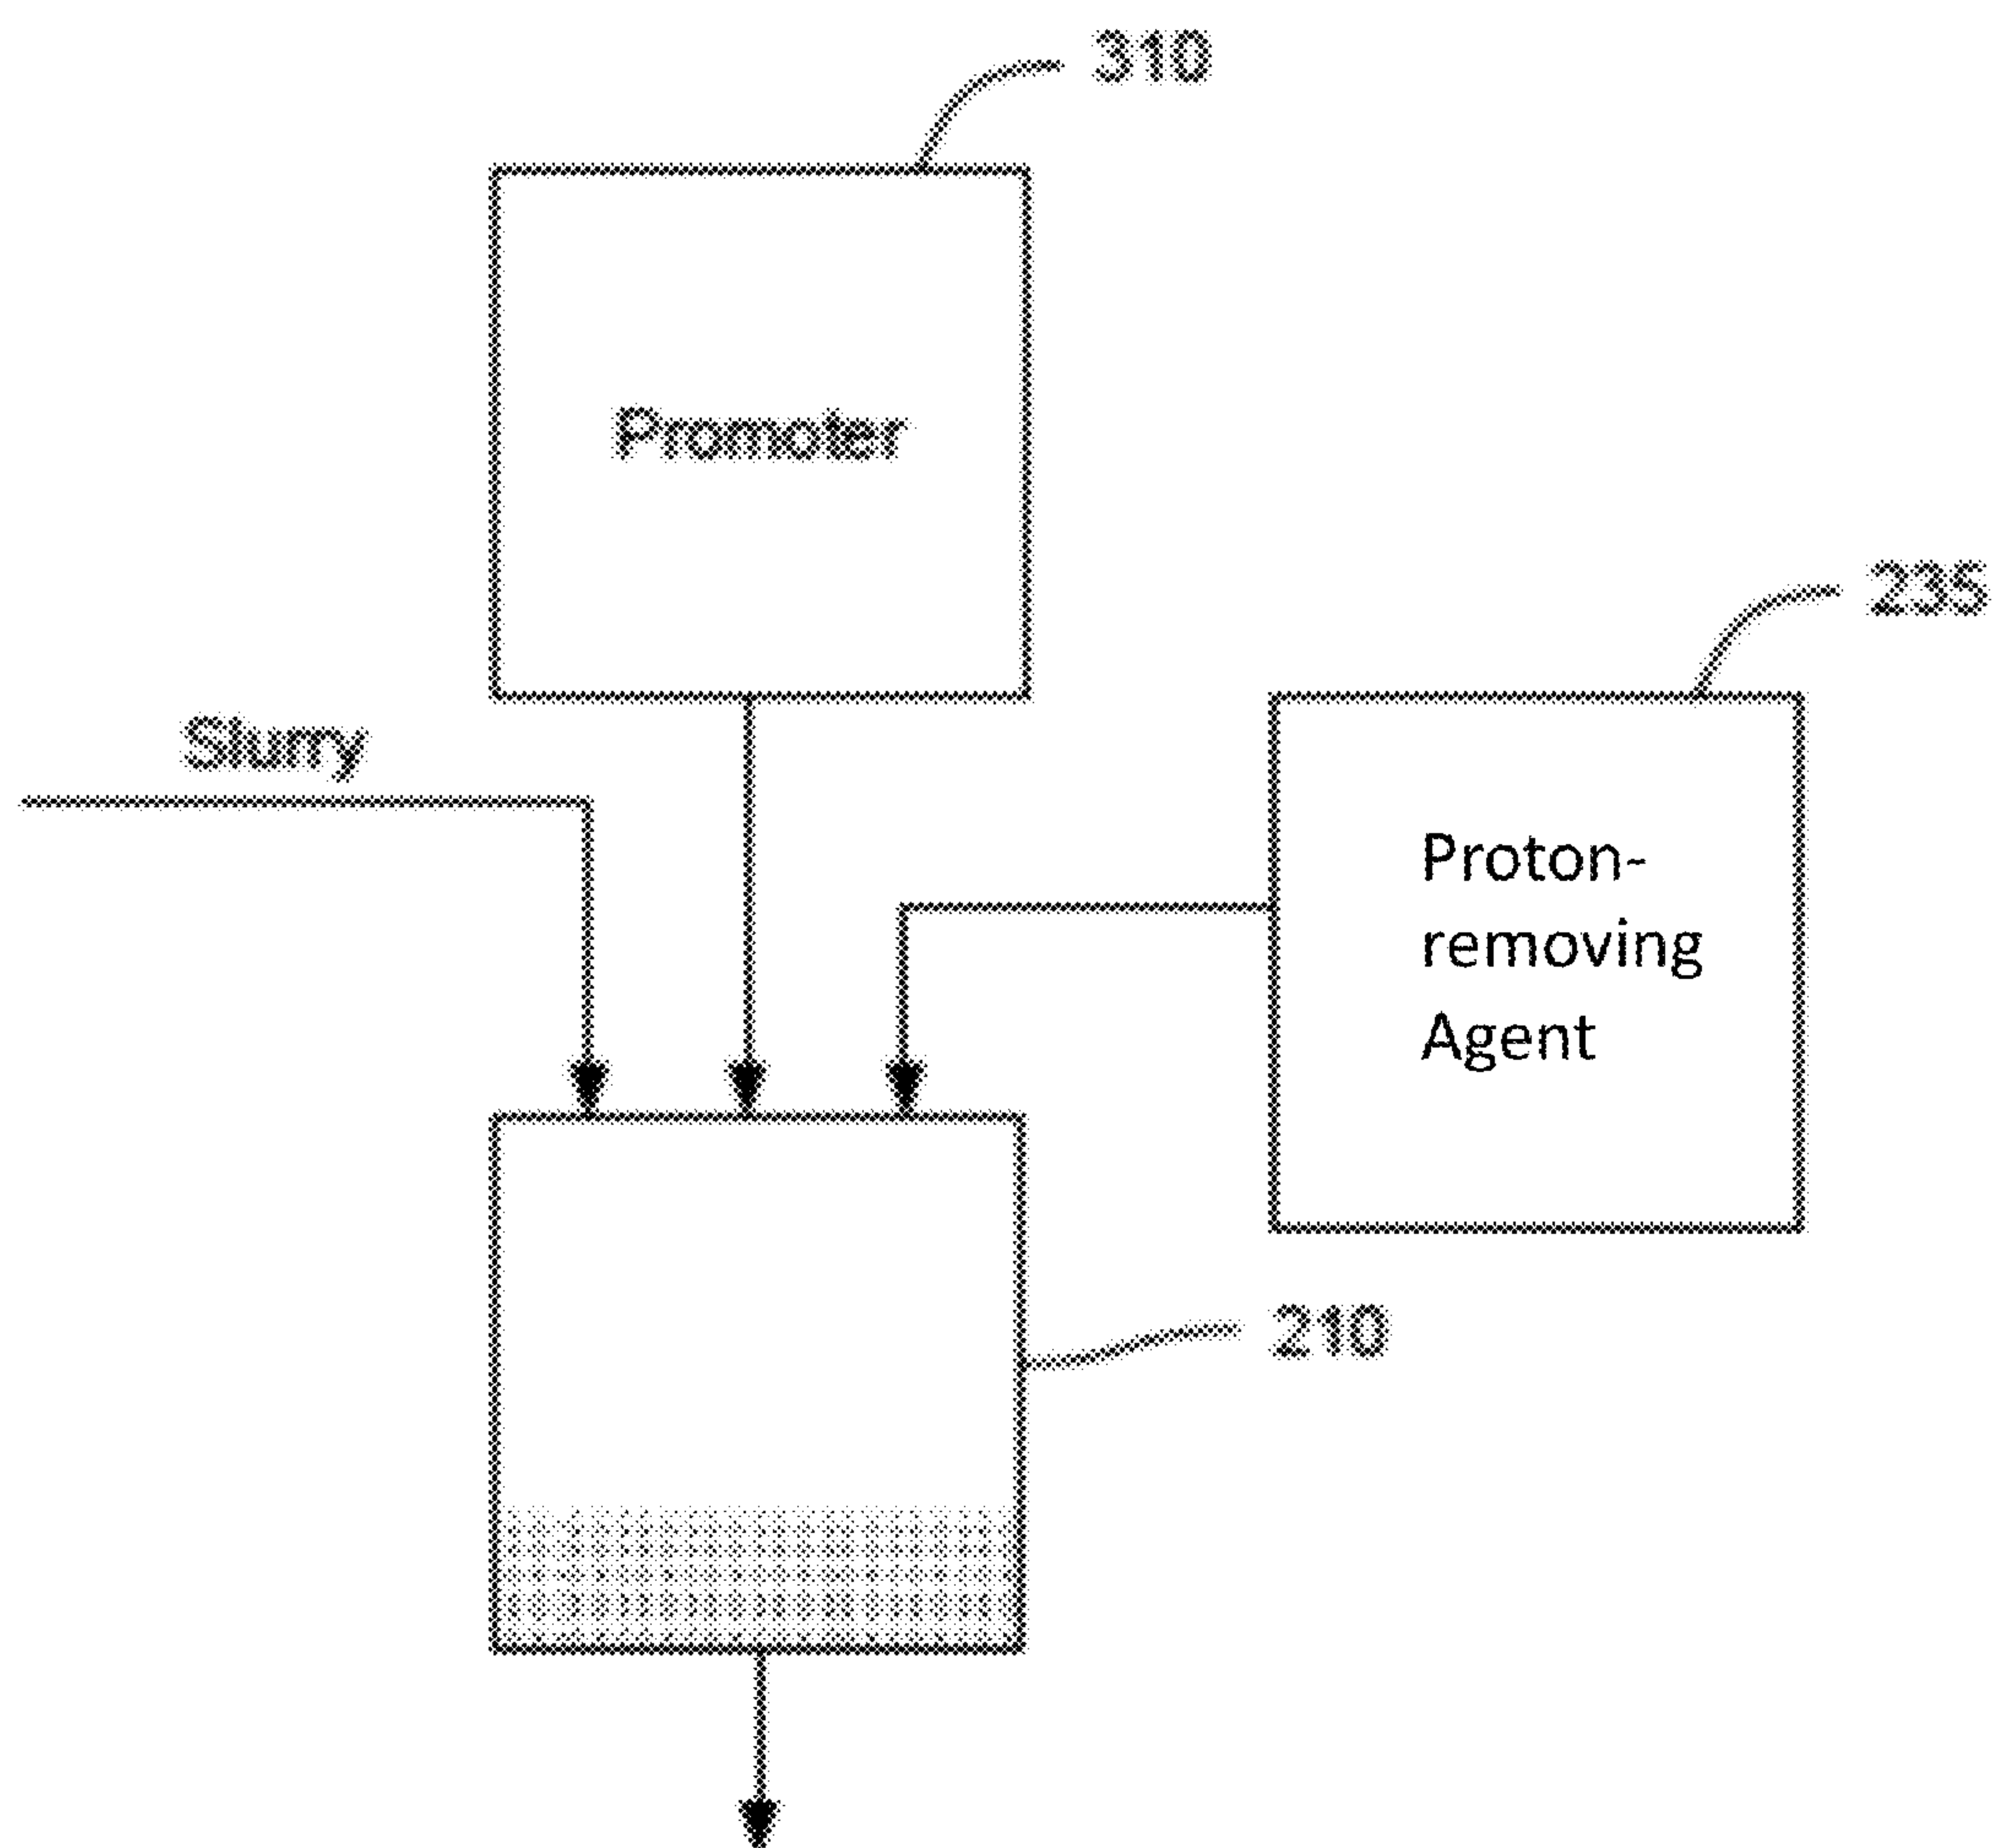 310
Promoter
235
Slurry
Proton-
removing
Agent
210